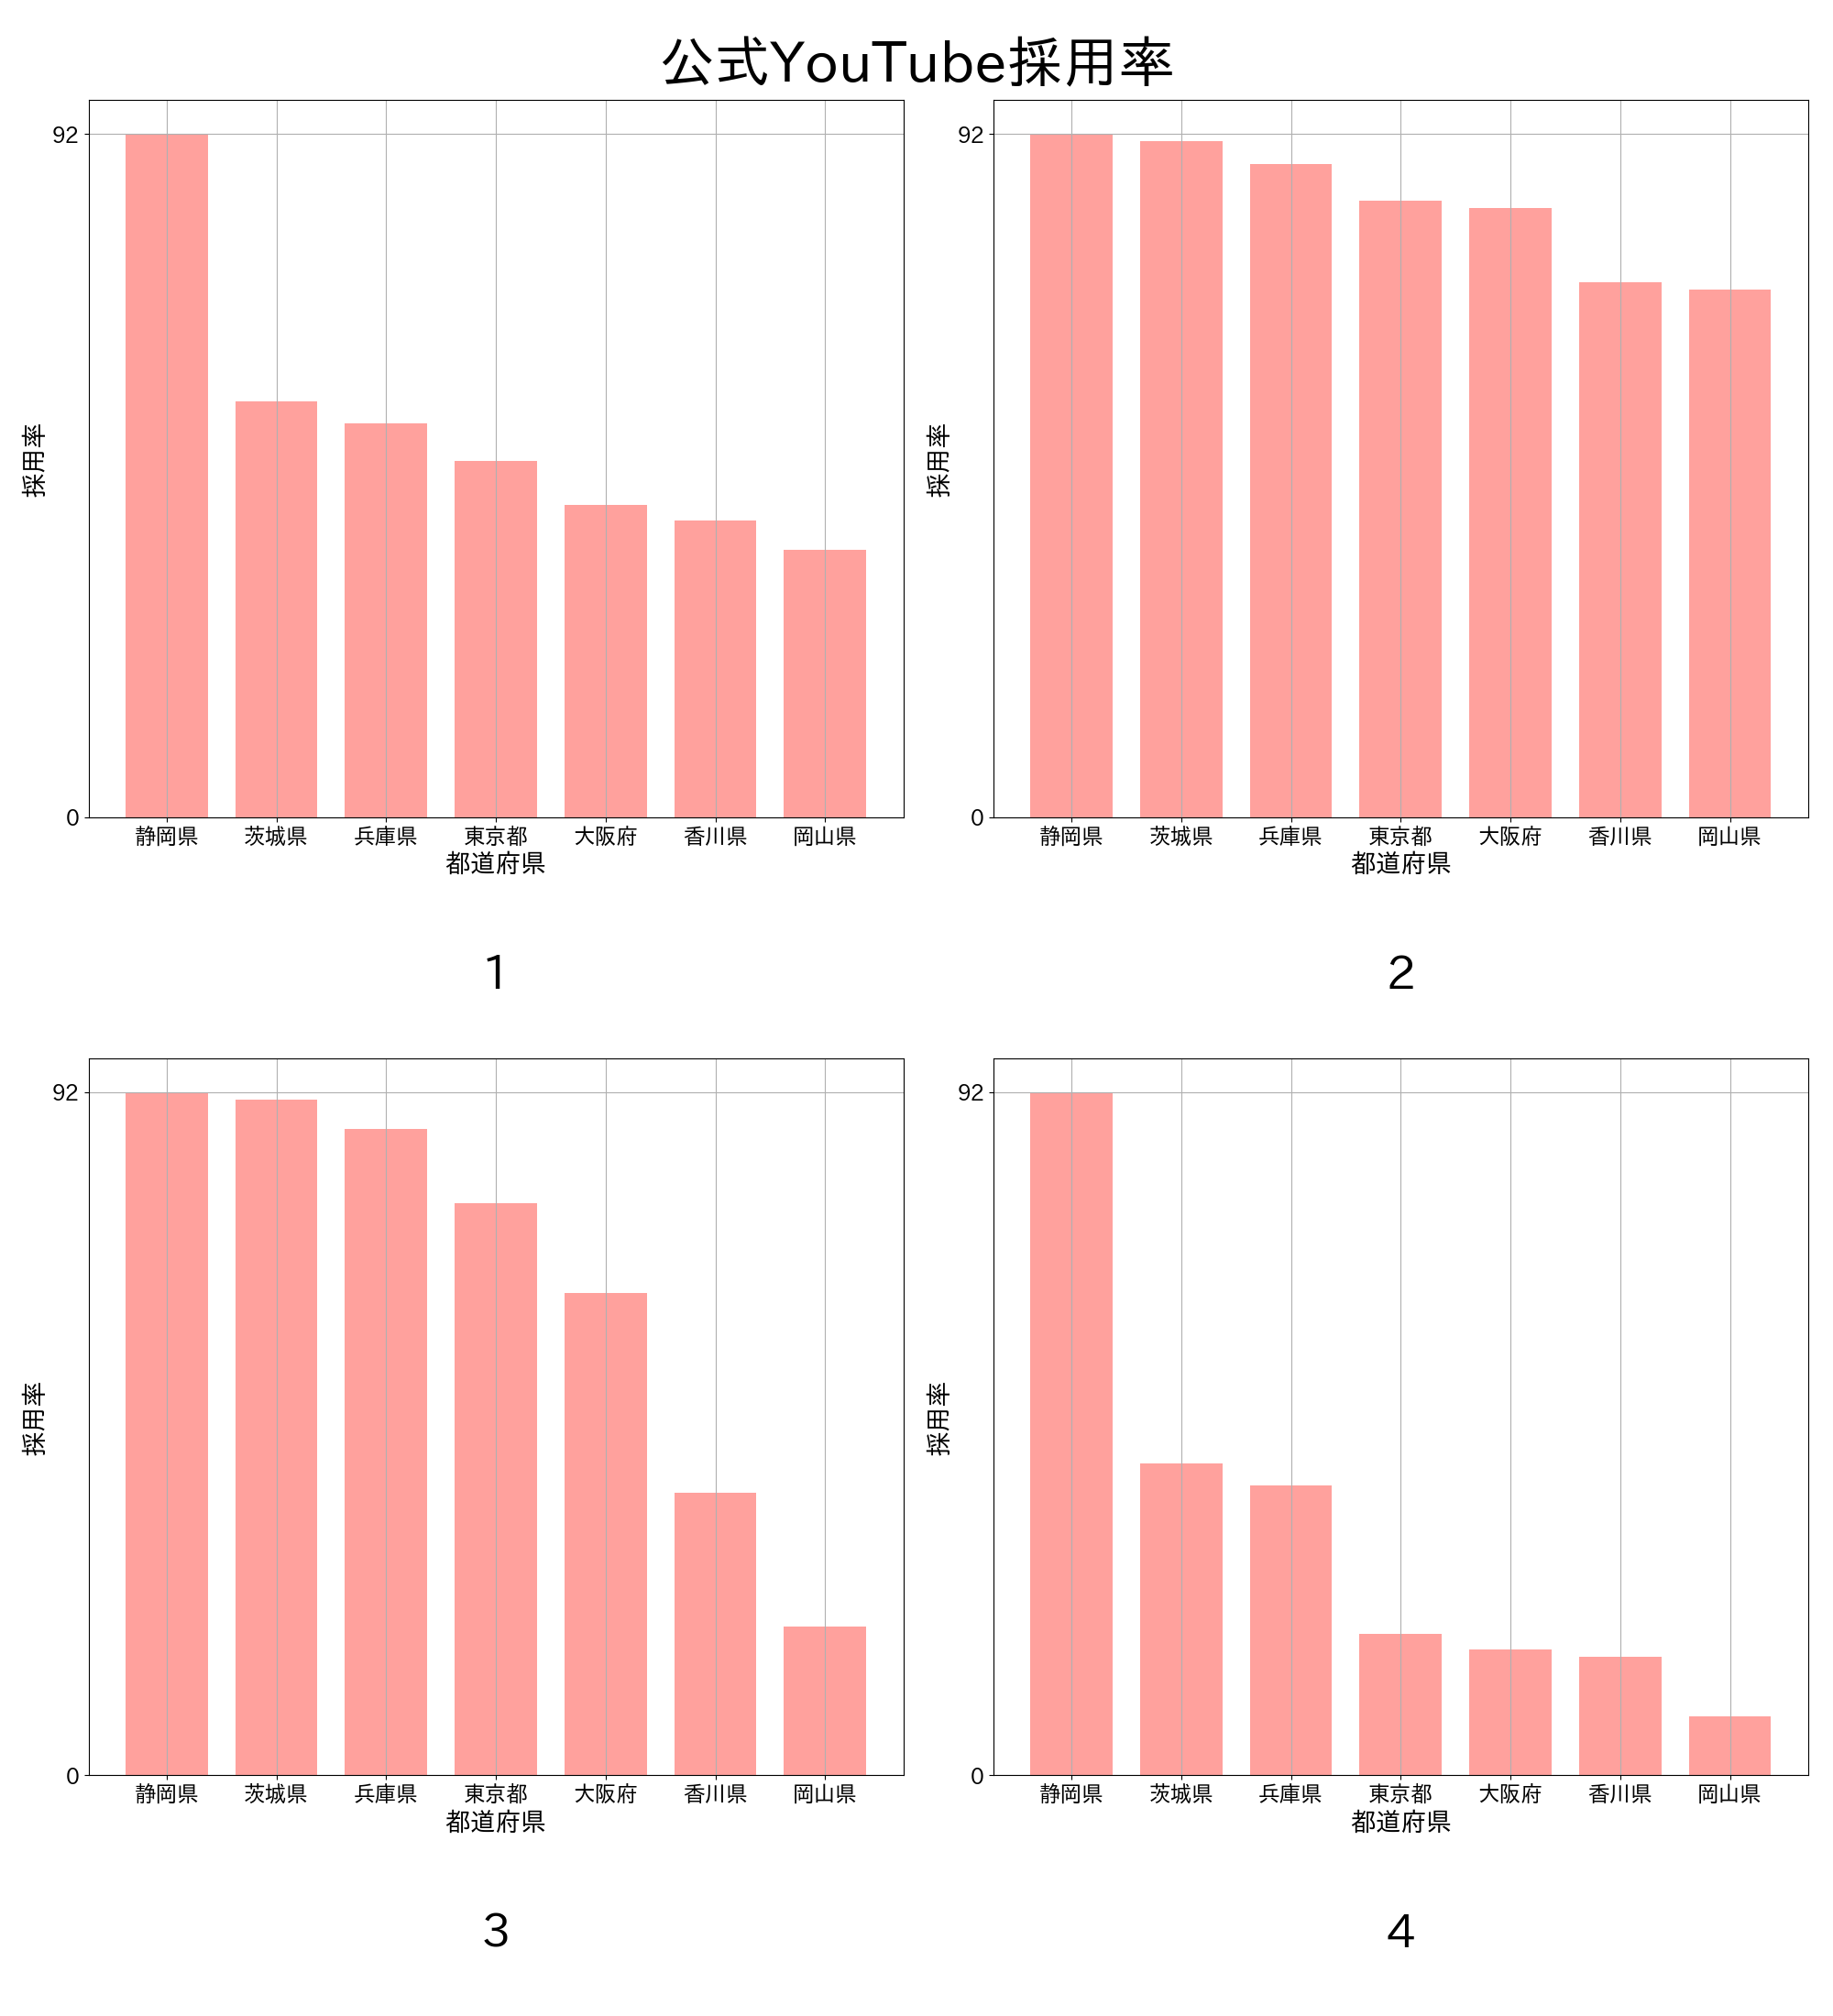 公式YouTube採用率
92
0
採用率
静岡県 茨城県 兵庫県 東京都 大阪府 香川県 岡山県
都道府県
1
92
0
採用率
静岡県 茨城県 兵庫県 東京都 大阪府 香川県 岡山県
都道府県
2
92
0
採用率
静岡県 茨城県 兵庫県 東京都 大阪府 香川県 岡山県
都道府県
3
92
0
採用率
静岡県 茨城県 兵庫県 東京都 大阪府 香川県 岡山県
都道府県
4